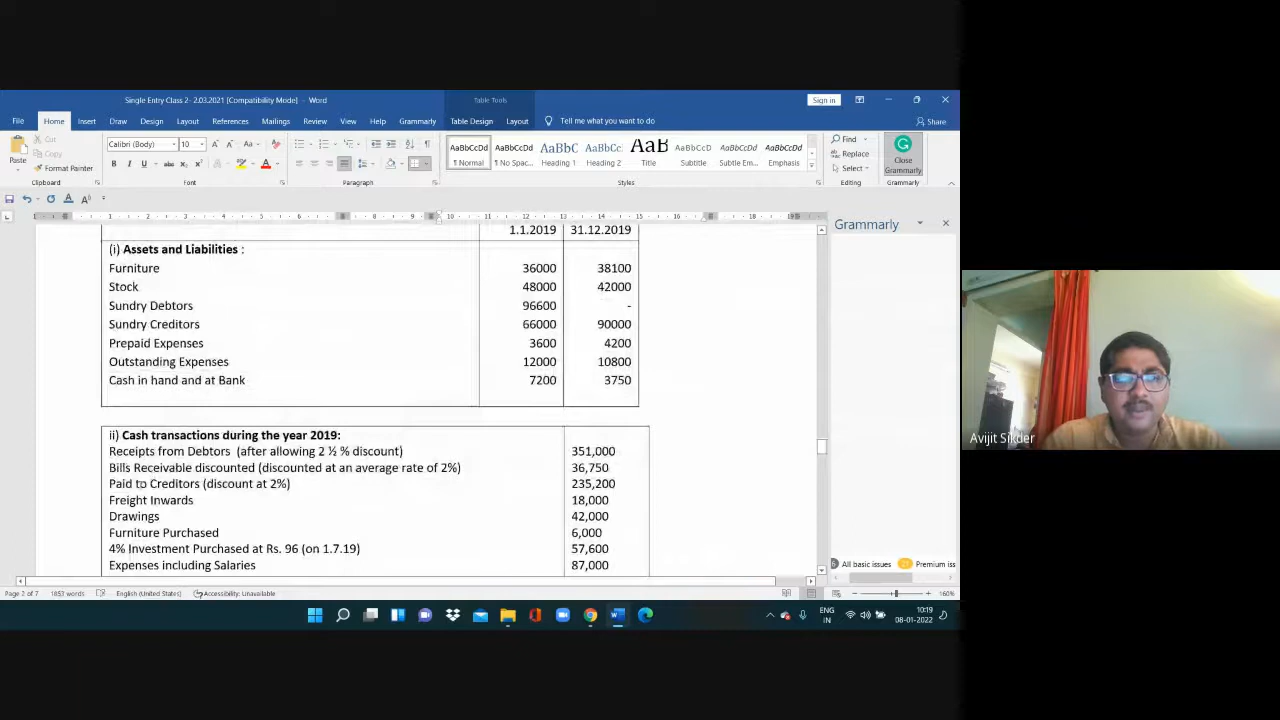 Single Entry Class 2- 2.03.2021 [Compatibility Mode] - Word
Table Tools
Sign in
File Home Insert Draw Design Layout References Mailings Review View Help Grammarly Table Design Layout Tell me what you want to do Share
Paste
Cut
Copy
Format Painter
Calibri (Body) 10
AaBbCcDd AaBbCcDd AaBbC AaBbCc AaB AaBbCcD AaBbCcDd AaBbCcDd
¶ Normal ¶ No Spac... Heading 1 Heading 2 Title Subtitle Subtle Em... Emphasis
Find
Replace
Select
Close
Grammarly
Clipboard Font Paragraph Styles Editing Grammarly
Grammarly
1.1.2019 31.12.2019
(i) Assets and Liabilities :
Furniture 36000 38100
Stock 48000 42000
Sundry Debtors 96600 -
Sundry Creditors 66000 90000
Prepaid Expenses 3600 4200
Outstanding Expenses 12000 10800
Cash in hand and at Bank 7200 3750
ii) Cash transactions during the year 2019:
Receipts from Debtors (after allowing 2 ½ % discount) 351,000
Bills Receivable discounted (discounted at an average rate of 2%) 36,750
Paid to Creditors (discount at 2%) 235,200
Freight Inwards 18,000
Drawings 42,000
Furniture Purchased 6,000
4% Investment Purchased at Rs. 96 (on 1.7.19) 57,600
Expenses including Salaries 87,000
All basic issues Premium iss
Page 2 of 7 1853 words English (United States) Accessibility: Unavailable 160%
ENG
IN
10:19
08-01-2022
Avijit Sikder